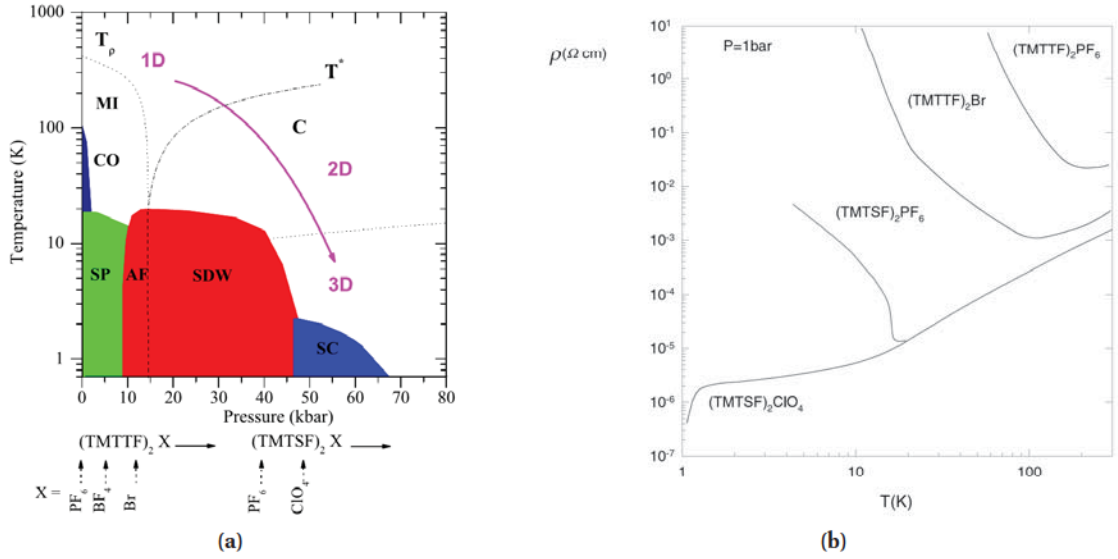 1000
100
10
1
Temperature (K)
T_ρ
1D
T*
MI
C
CO
2D
SP
AF
SDW
3D
SC
0 10 20 30 40 50 60 70 80
Pressure (kbar)
(TMTTF)₂ X
(TMTSF)₂ X
X = PF₆ BF₄ Br PF₆ ClO₄-
(a)
ρ(Ω cm)
10¹
10⁰
10⁻¹
10⁻²
10⁻³
10⁻⁴
10⁻⁵
10⁻⁶
10⁻⁷
P=1bar
(TMTTF)₂PF₆
(TMTTF)₂Br
(TMTSF)₂PF₆
(TMTSF)₂ClO₄
1 10 100
T(K)
(b)